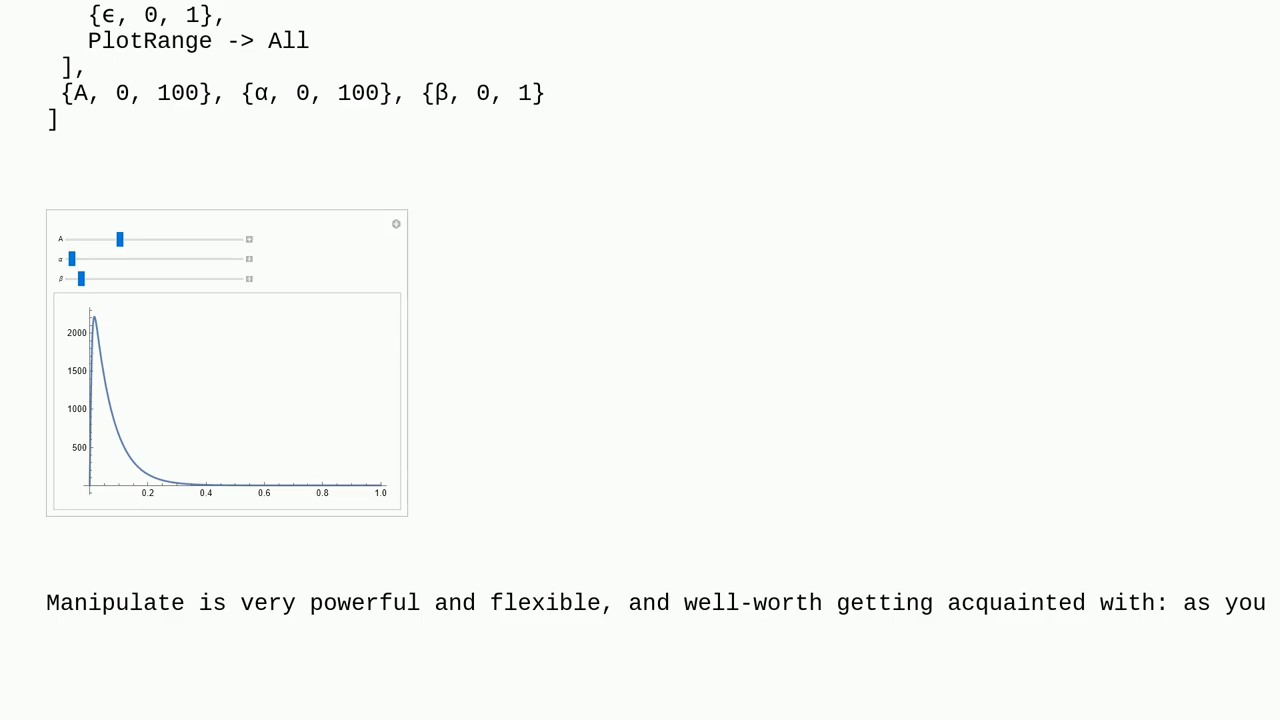 {ϵ, 0, 1},
PlotRange -> All
],
{A, 0, 100}, {α, 0, 100}, {β, 0, 1}
]
A
α
β
2000
1500
1000
500
0.2 0.4 0.6 0.8 1.0
Manipulate is very powerful and flexible, and well-worth getting acquainted with: as you